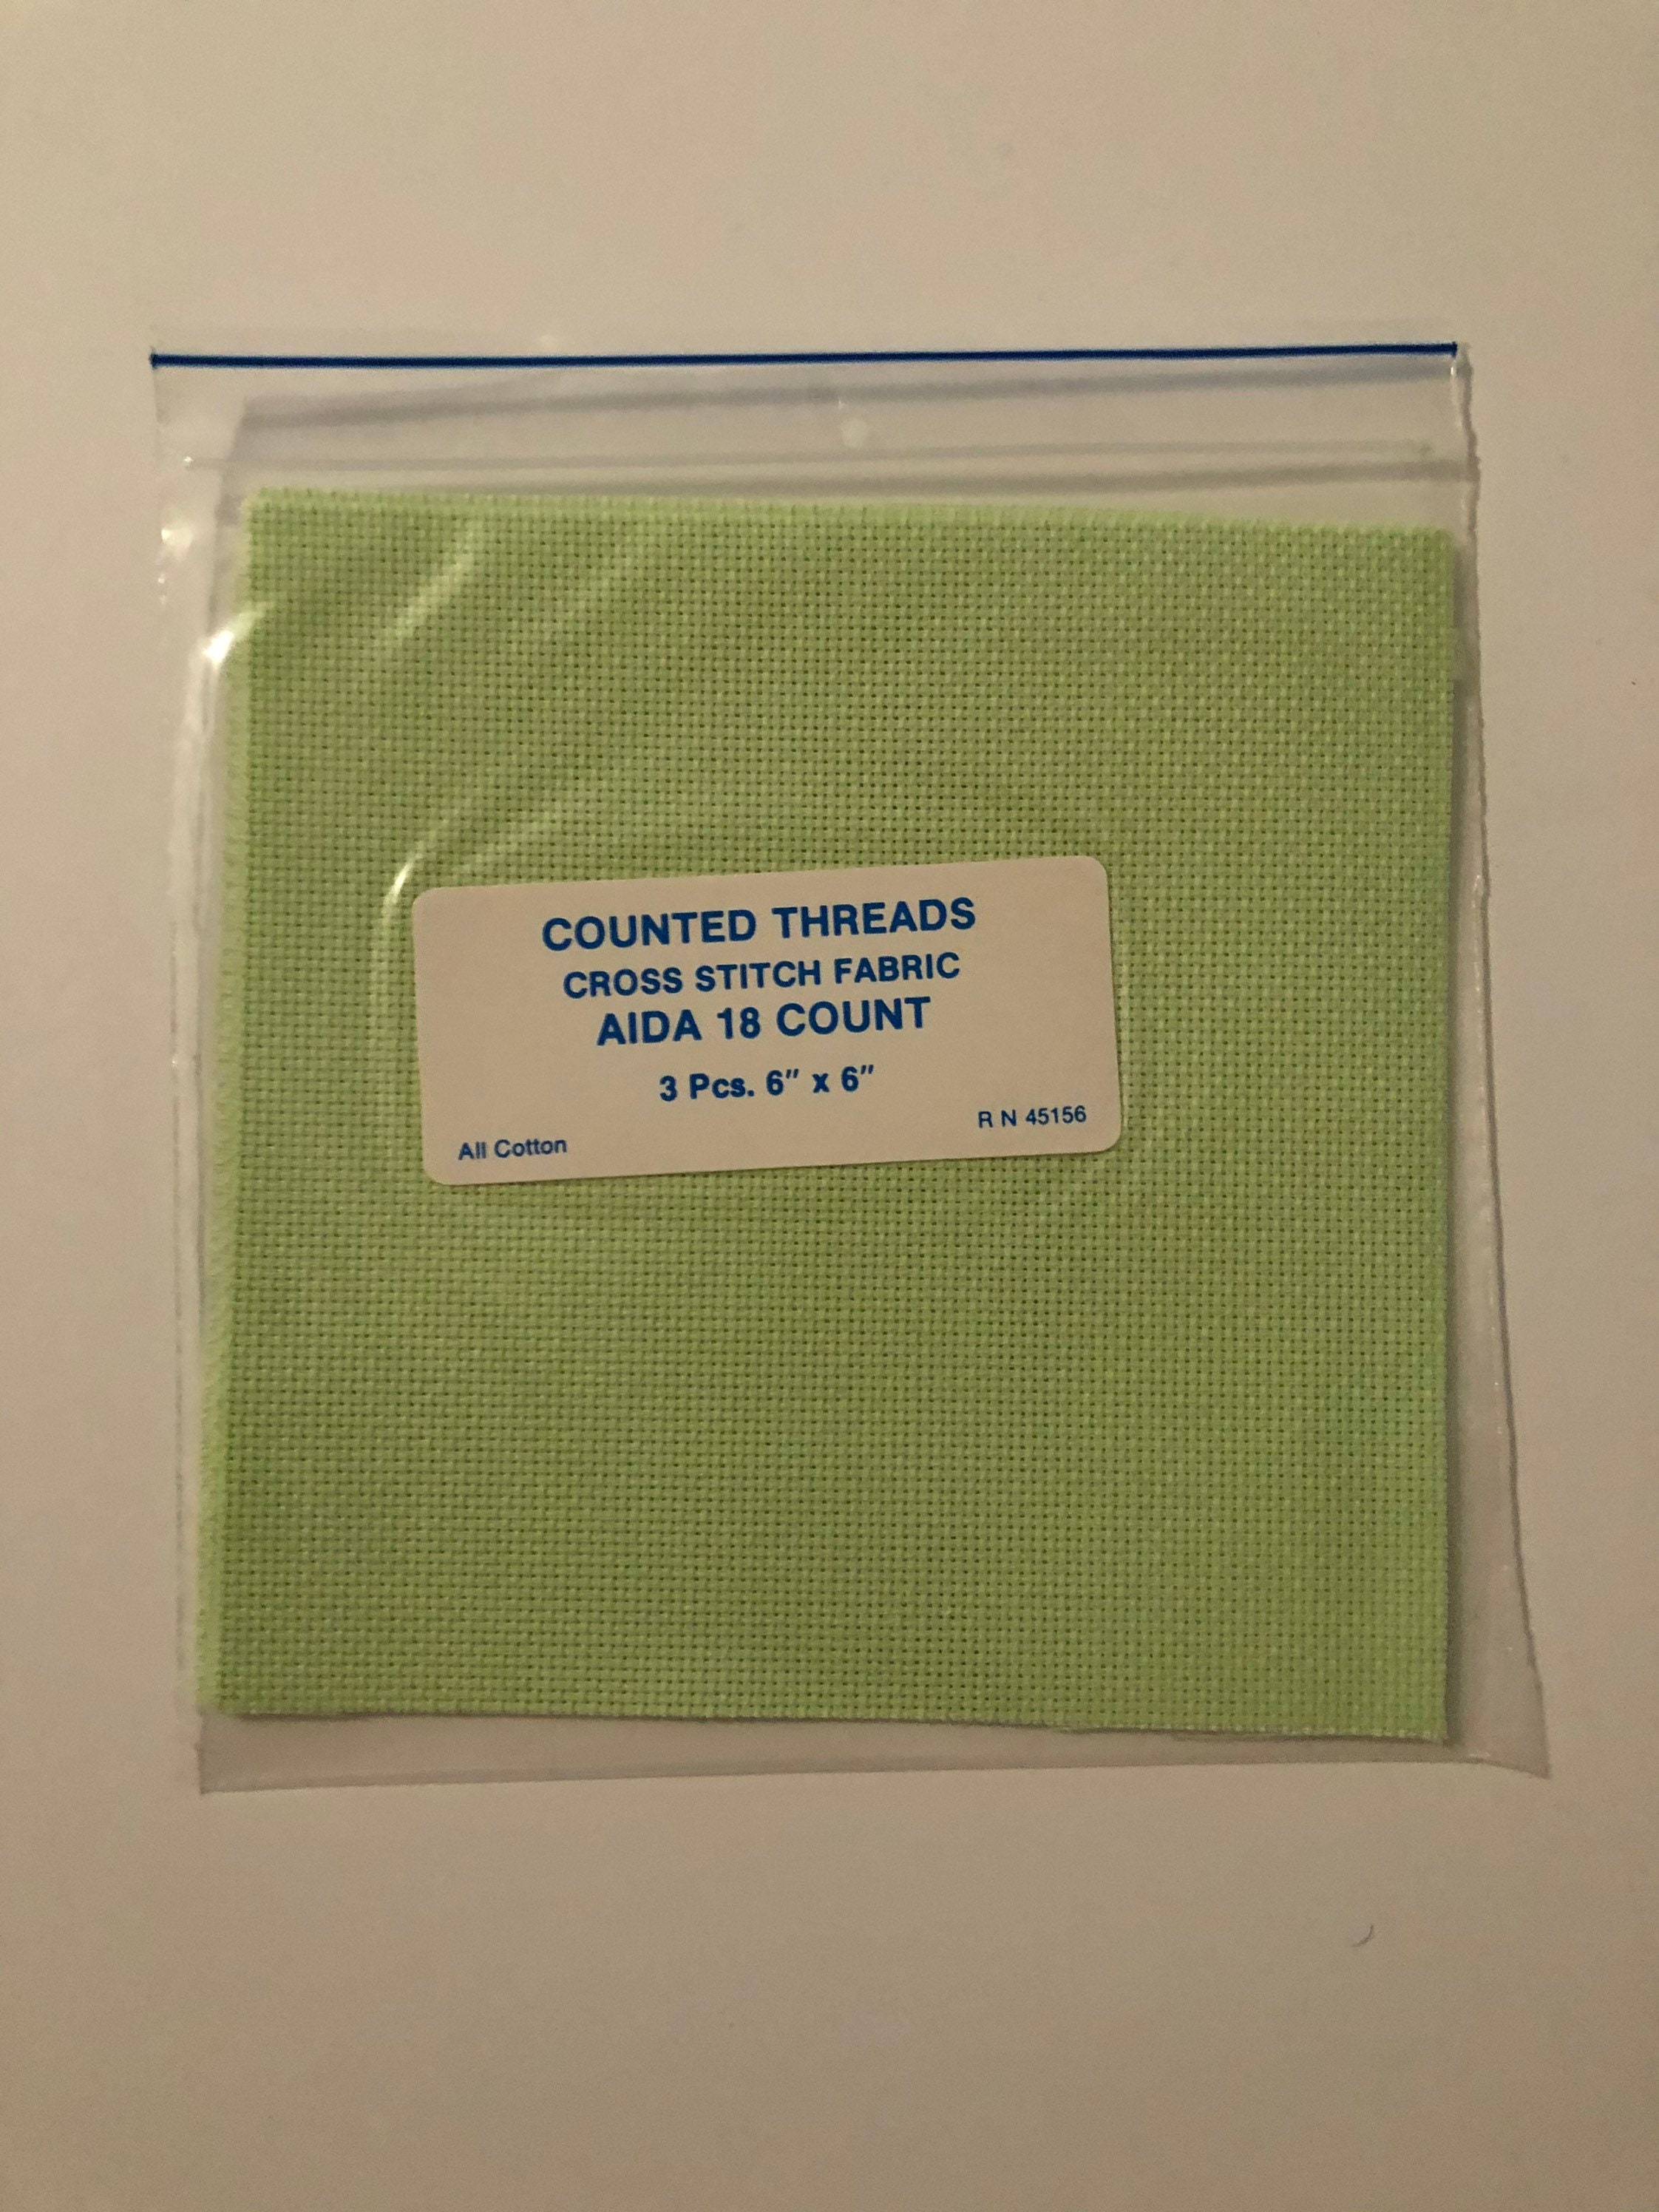 COUNTED THREADS
CROSS STITCH FABRIC
AIDA 18 COUNT
3 Pcs. 6″ x 6″
R N 45156
All Cotton